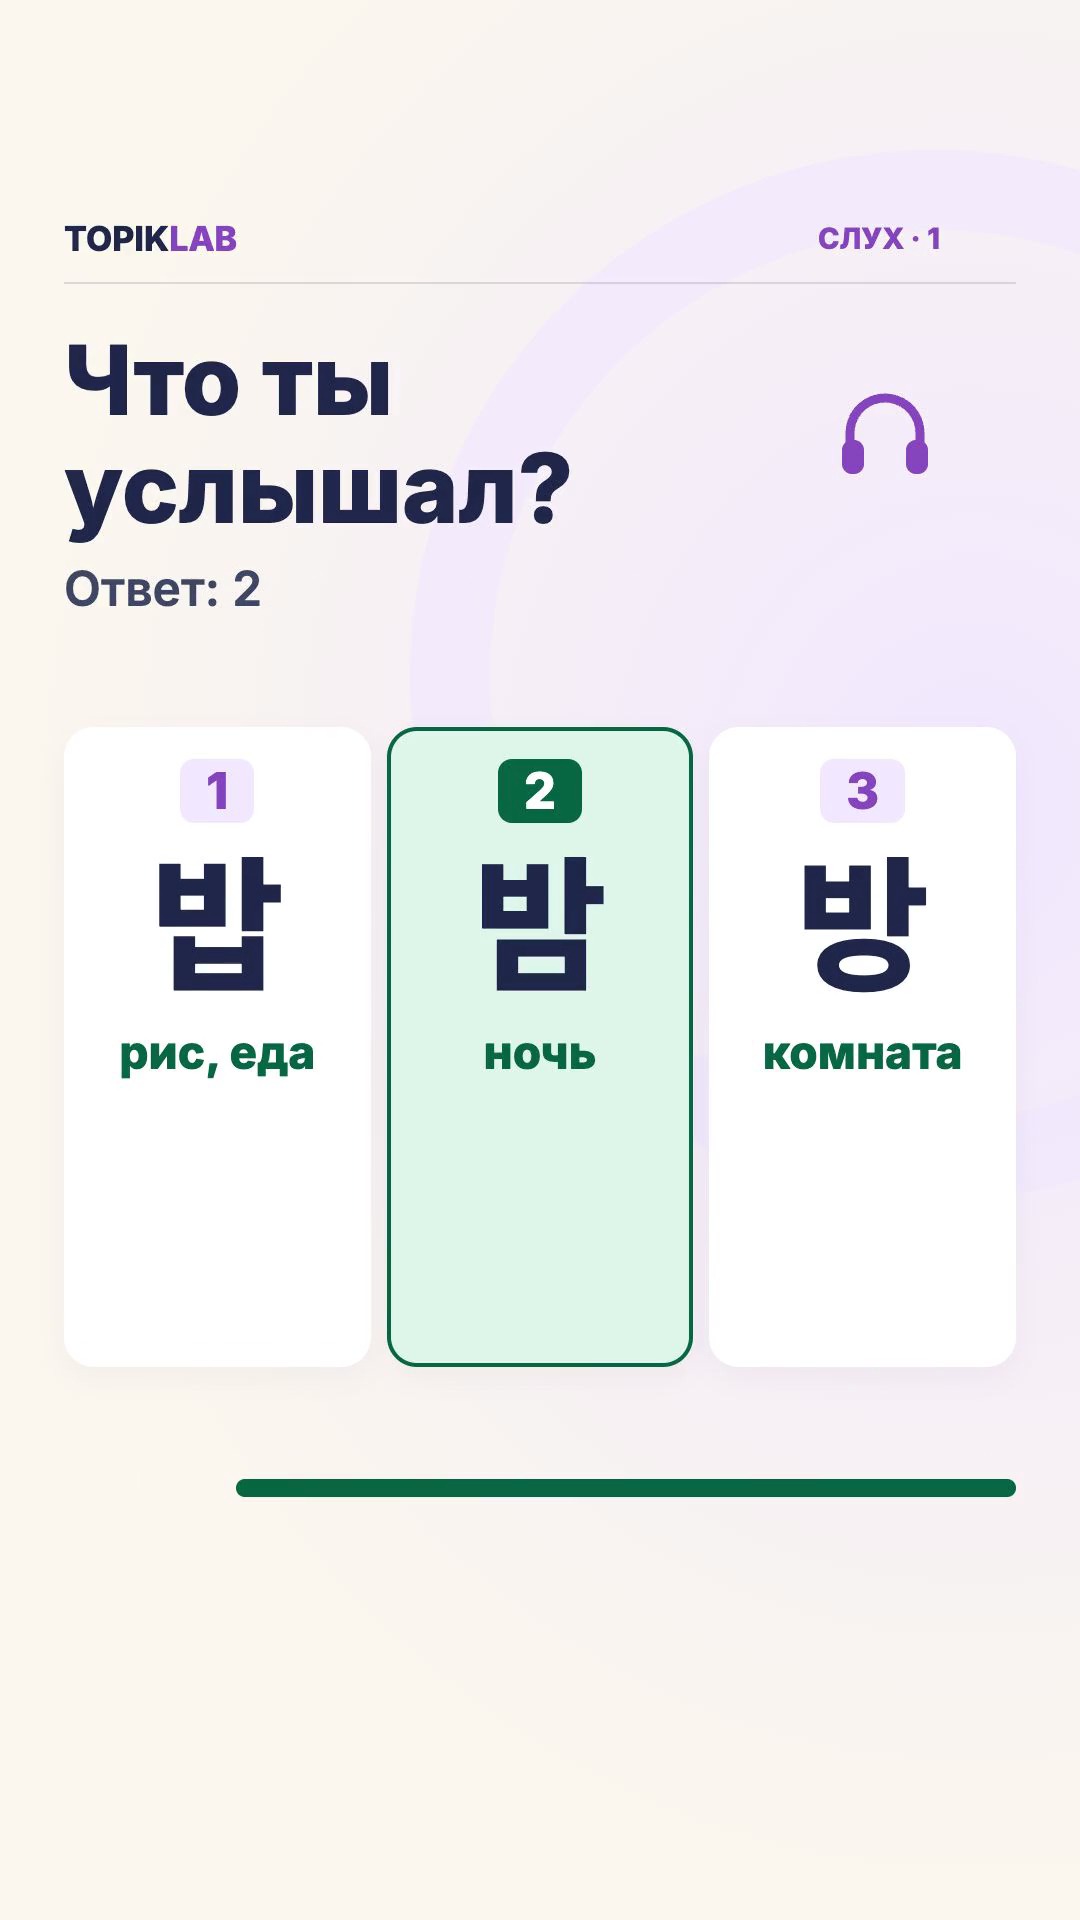 TOPIKLAB
СЛУХ · 1
Что ты
услышал?
Ответ: 2
1
2
3
밥
밤
방
рис, еда
ночь
комната